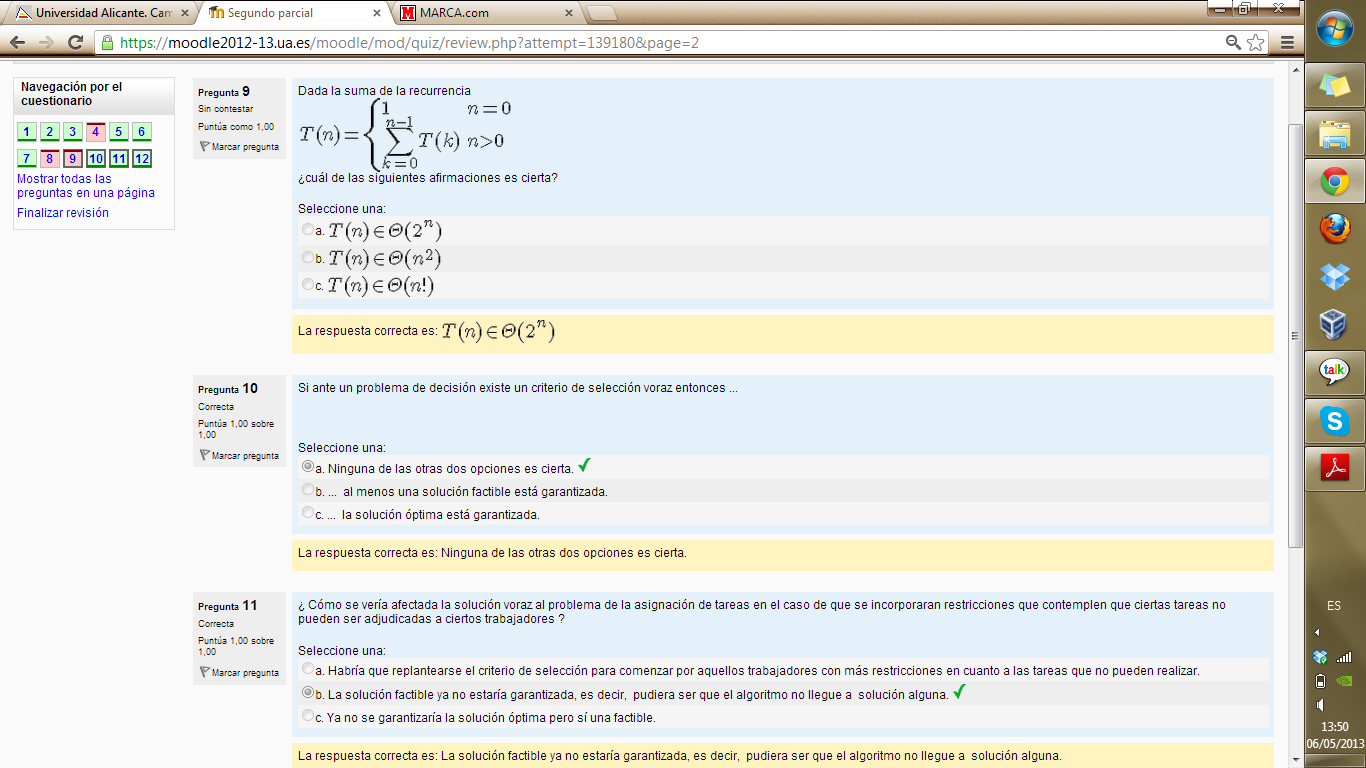 Universidad Alicante. Cam
Segundo parcial
MARCA.com
https://moodle2012-13.ua.es/moodle/mod/quiz/review.php?attempt=139180&page=2
Navegación por el
cuestionario
1 2 3 4 5 6
7 8 9 10 11 12
Mostrar todas las
preguntas en una página
Finalizar revisión
Pregunta 9
Sin contestar
Puntúa como 1,00
Marcar pregunta
Dada la suma de la recurrencia
T(n) = { 1 n = 0
∑_{k=0}^{n−1} T(k) n>0
¿cuál de las siguientes afirmaciones es cierta?
Seleccione una:
a. T(n) ∈ Θ(2^n)
b. T(n) ∈ Θ(n^2)
c. T(n) ∈ Θ(n!)
La respuesta correcta es: T(n) ∈ Θ(2^n)
Pregunta 10
Correcta
Puntúa 1,00 sobre
1,00
Marcar pregunta
Si ante un problema de decisión existe un criterio de selección voraz entonces ...
Seleccione una:
a. Ninguna de las otras dos opciones es cierta.
b. ... al menos una solución factible está garantizada.
c. ... la solución óptima está garantizada.
La respuesta correcta es: Ninguna de las otras dos opciones es cierta.
Pregunta 11
Correcta
Puntúa 1,00 sobre
1,00
Marcar pregunta
¿ Cómo se vería afectada la solución voraz al problema de la asignación de tareas en el caso de que se incorporaran restricciones que contemplen que ciertas tareas no
pueden ser adjudicadas a ciertos trabajadores ?
Seleccione una:
a. Habría que replantearse el criterio de selección para comenzar por aquellos trabajadores con más restricciones en cuanto a las tareas que no pueden realizar.
b. La solución factible ya no estaría garantizada, es decir, pudiera ser que el algoritmo no llegue a solución alguna.
c. Ya no se garantizaría la solución óptima pero sí una factible.
La respuesta correcta es: La solución factible ya no estaría garantizada, es decir, pudiera ser que el algoritmo no llegue a solución alguna.
talk
ES
13:50
06/05/2013